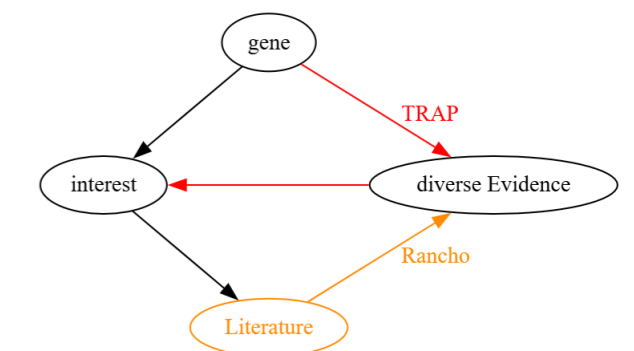 gene
TRAP
interest
diverse Evidence
Rancho
Literature